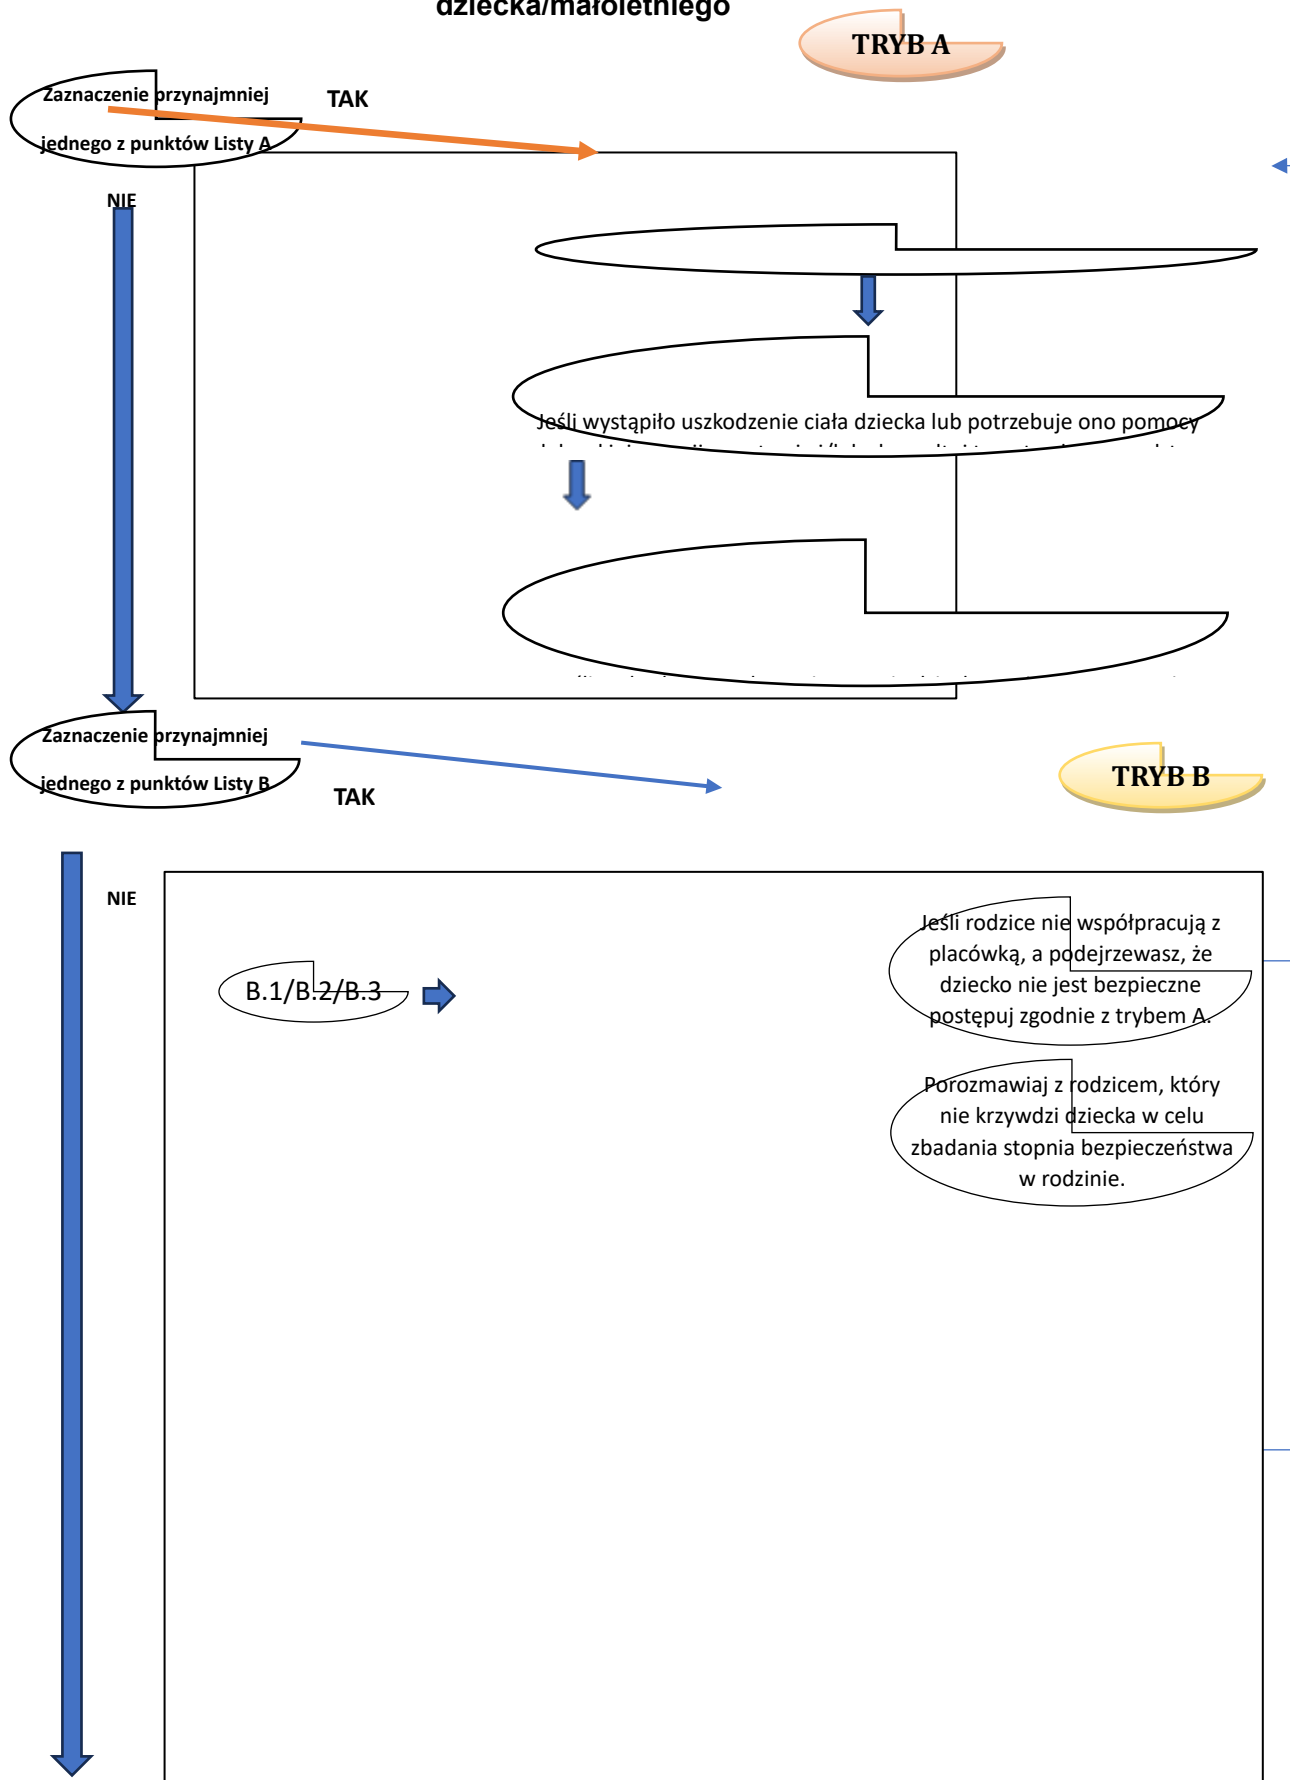 dziecka/małoletniego
TRYB A
Zaznaczenie przynajmniej
jednego z punktów Listy A
TAK
NIE
Jeśli wystąpiło uszkodzenie ciała dziecka lub potrzebuje ono pomocy
Zaznaczenie przynajmniej
jednego z punktów Listy B
TAK
TRYB B
NIE
B.1/B.2/B.3
Jeśli rodzice nie współpracują z
placówką, a podejrzewasz, że
dziecko nie jest bezpieczne
postępuj zgodnie z trybem A.
Porozmawiaj z rodzicem, który
nie krzywdzi dziecka w celu
zbadania stopnia bezpieczeństwa
w rodzinie.